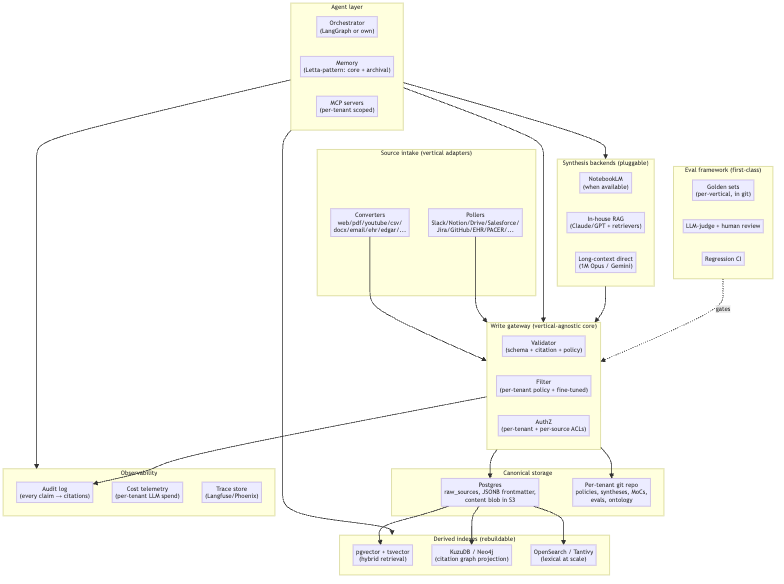 Agent layer
Orchestrator
(LangGraph or own)
Memory
(Letta-pattern: core + archival)
MCP servers
(per-tenant scoped)
Source intake (vertical adapters)
Converters
web/pdf/youtube/csv/
docx/email/ehr/edgar/...
Pollers
Slack/Notion/Drive/Salesforce/
Jira/GitHub/EHR/PACER/...
Synthesis backends (pluggable)
NotebookLM
(when available)
In-house RAG
(Claude/GPT + retrievers)
Long-context direct
(1M Opus / Gemini)
Eval framework (first-class)
Golden sets
(per-vertical, in git)
LLM-judge + human review
Regression CI
gates
Write gateway (vertical-agnostic core)
Validator
(schema + citation + policy)
Filter
(per-tenant policy + fine-tuned)
AuthZ
(per-tenant + per-source ACLs)
Observability
Audit log
(every claim → citations)
Cost telemetry
(per-tenant LLM spend)
Trace store
(Langfuse/Phoenix)
Canonical storage
Postgres
raw_sources, JSONB frontmatter,
content blob in S3
Per-tenant git repo
policies, syntheses, MoCs,
evals, ontology
Derived indexes (rebuildable)
pgvector + tsvector
(hybrid retrieval)
KuzuDB / Neo4j
(citation graph projection)
OpenSearch / Tantivy
(lexical at scale)